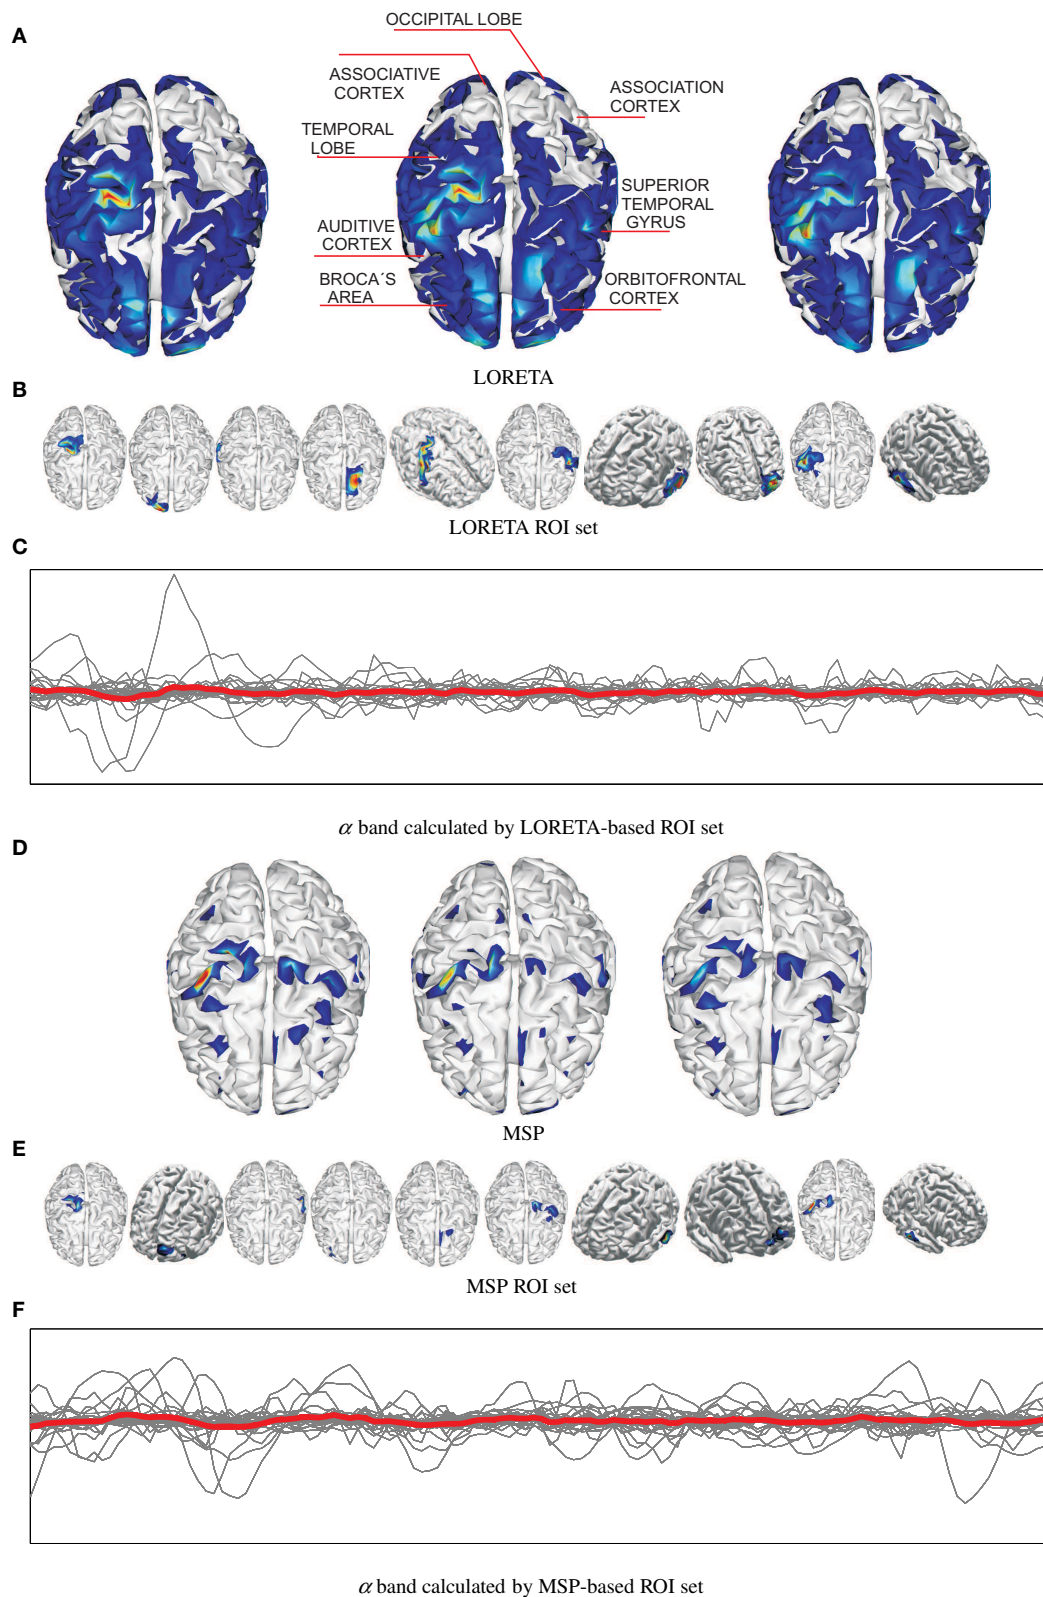 A
OCCIPITAL LOBE
ASSOCIATIVE
CORTEX
ASSOCIATION
CORTEX
TEMPORAL
LOBE
SUPERIOR
TEMPORAL
GYRUS
AUDITIVE
CORTEX
BROCA´S
AREA
ORBITOFRONTAL
CORTEX
LORETA
B
LORETA ROI set
C
α band calculated by LORETA-based ROI set
D
MSP
E
MSP ROI set
F
α band calculated by MSP-based ROI set